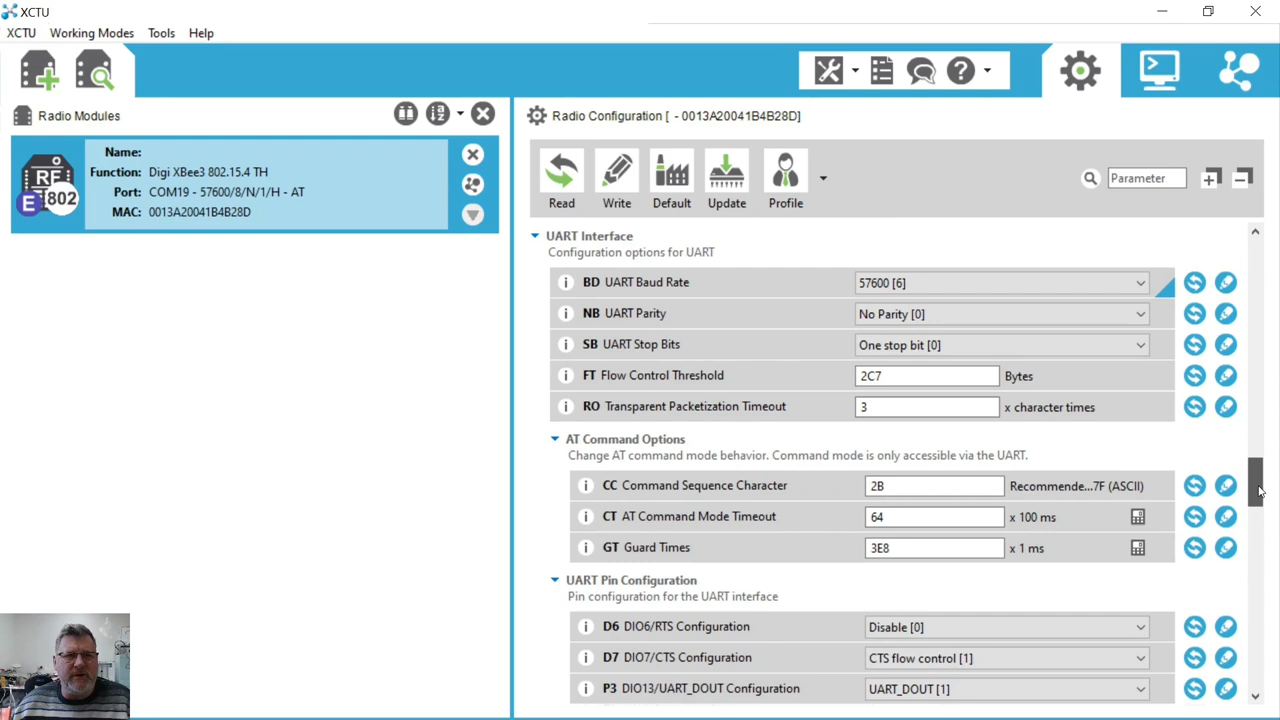 XCTU
XCTU Working Modes Tools Help
Radio Modules
Radio Configuration [ - 0013A20041B4B28D]
RF
E 802
Name:
Function: Digi XBee3 802.15.4 TH
Port: COM19 - 57600/8/N/1/H - AT
MAC: 0013A20041B4B28D
Read Write Default Update Profile
Parameter
UART Interface
Configuration options for UART
i BD UART Baud Rate 57600 [6]
i NB UART Parity No Parity [0]
i SB UART Stop Bits One stop bit [0]
i FT Flow Control Threshold 2C7 Bytes
i RO Transparent Packetization Timeout 3 x character times
AT Command Options
Change AT command mode behavior. Command mode is only accessible via the UART.
i CC Command Sequence Character 2B Recommende...7F (ASCII)
i CT AT Command Mode Timeout 64 x 100 ms
i GT Guard Times 3E8 x 1 ms
UART Pin Configuration
Pin configuration for the UART interface
i D6 DIO6/RTS Configuration Disable [0]
i D7 DIO7/CTS Configuration CTS flow control [1]
i P3 DIO13/UART_DOUT Configuration UART_DOUT [1]